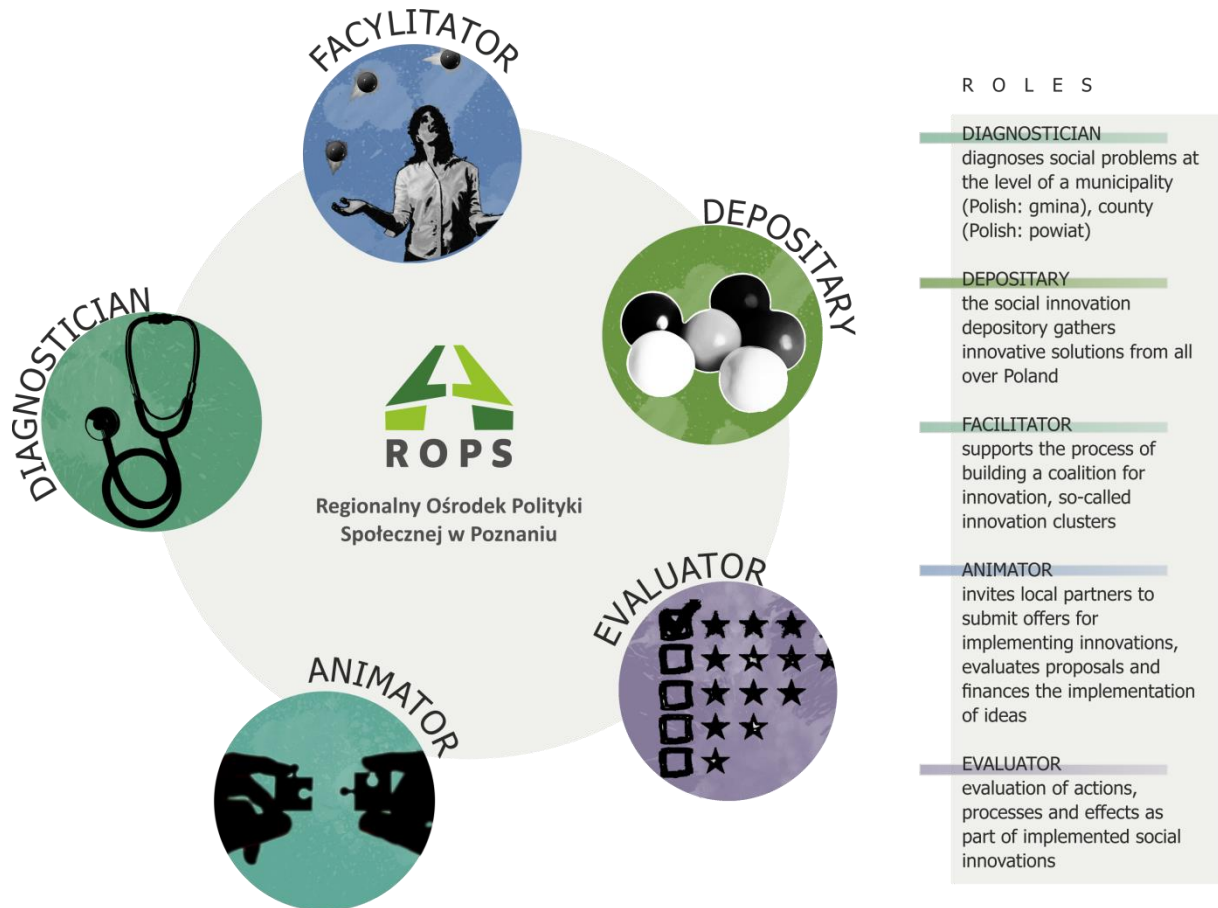 FACYLITATOR
DEPOSITARY
DIAGNOSTICIAN
ROPS
Regionalny Ośrodek Polityki
Społecznej w Poznaniu
EVALUATOR
ANIMATOR
R O L E S
DIAGNOSTICIAN
diagnoses social problems at
the level of a municipality
(Polish: gmina), county
(Polish: powiat)
DEPOSITARY
the social innovation
depository gathers
innovative solutions from all
over Poland
FACILITATOR
supports the process of
building a coalition for
innovation, so-called
innovation clusters
ANIMATOR
invites local partners to
submit offers for
implementing innovations,
evaluates proposals and
finances the implementation
of ideas
EVALUATOR
evaluation of actions,
processes and effects as
part of implemented social
innovations